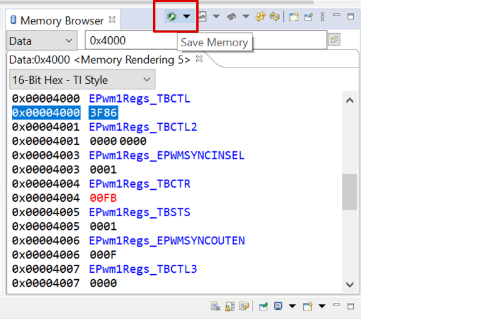 Memory Browser
Data 0x4000
Save Memory
Data:0x4000 <Memory Rendering 5>
16-Bit Hex - TI Style
0x00004000 EPwm1Regs_TBCTL
0x00004000 3F86
0x00004001 EPwm1Regs_TBCTL2
0x00004001 0000 0000
0x00004003 EPwm1Regs_EPWMSYNCINSEL
0x00004003 0001
0x00004004 EPwm1Regs_TBCTR
0x00004004 00FB
0x00004005 EPwm1Regs_TBSTS
0x00004005 0001
0x00004006 EPwm1Regs_EPWMSYNCOUTEN
0x00004006 000F
0x00004007 EPwm1Regs_TBCTL3
0x00004007 0000